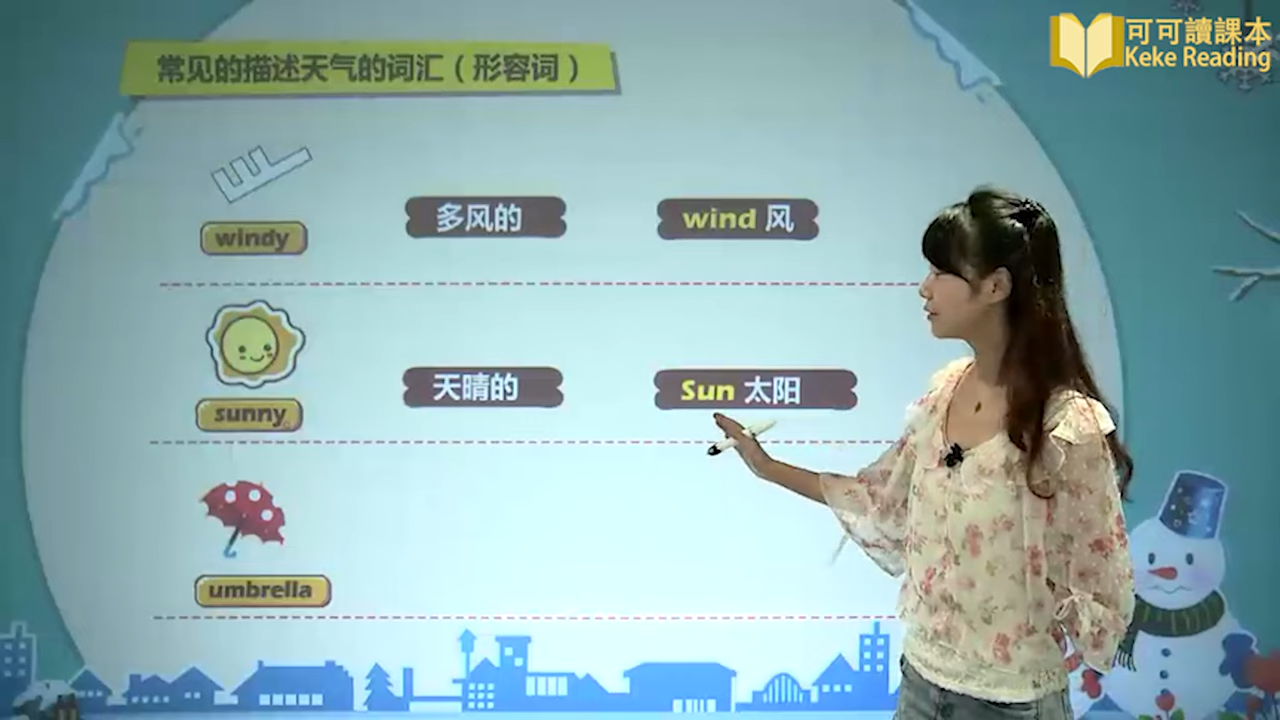 可可讀課本
Keke Reading
常见的描述天气的词汇（形容词）
windy
多风的
wind 风
sunny
天晴的
Sun 太阳
umbrella